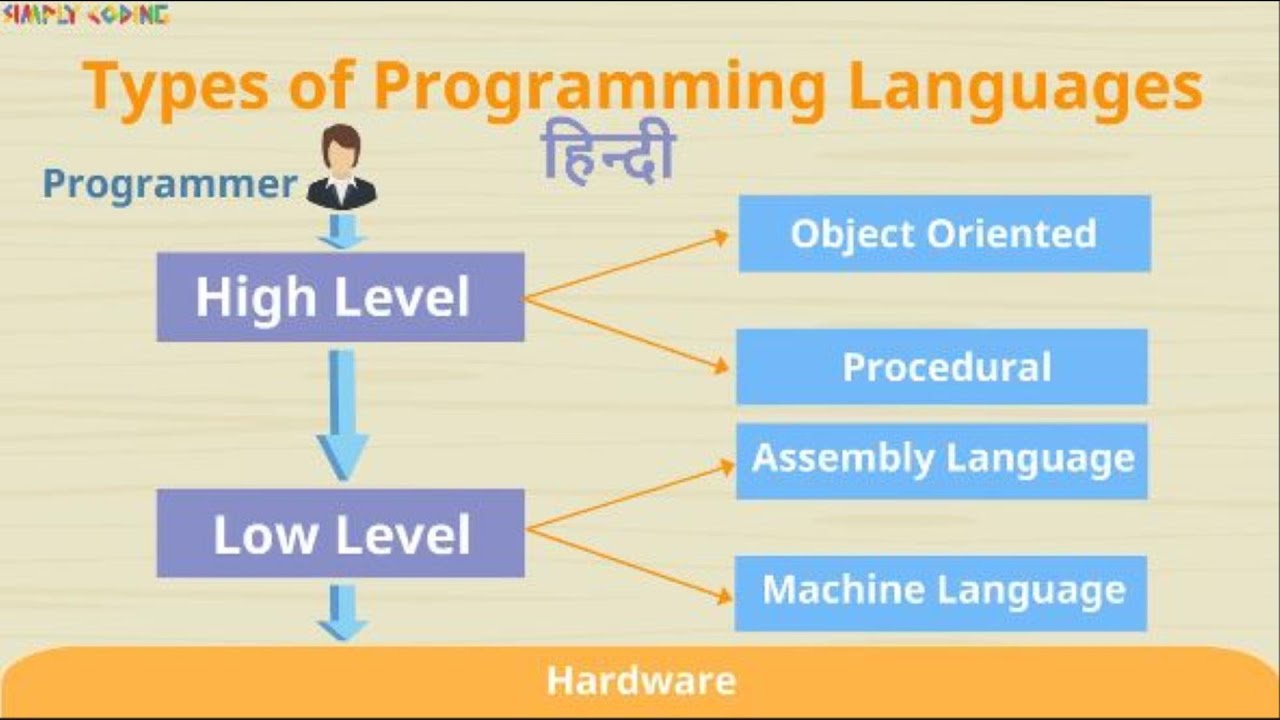 SIMPLY CODING
Types of Programming Languages
हिन्दी
Programmer
High Level
Object Oriented
Procedural
Low Level
Assembly Language
Machine Language
Hardware